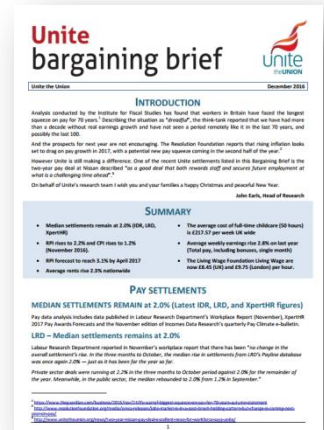 Unite
bargaining brief
unite
theUNION
Unite the Union December 2016
INTRODUCTION
Analysis conducted by the Institute for Fiscal Studies has found that workers in Britain have faced the longest
squeeze on pay for 70 years.¹ Describing the situation as "dreadful", the think-tank reported that we have had more
than a decade without real earnings growth and have not seen a period remotely like it in the last 70 years, and
possibly the last 100.
And the prospects for next year are not encouraging. The Resolution Foundation reports that rising inflation looks
set to drag on pay growth in 2017, with a potential new pay squeeze coming in the second half of the year.²
However Unite is still making a difference. One of the recent Unite settlements listed in this Bargaining Brief is the
two-year pay deal at Nissan described "as a good deal that both rewards staff and secures future employment at
what is a challenging time ahead".³
On behalf of Unite's research team I wish you and your families a happy Christmas and peaceful New Year.
John Earls, Head of Research
SUMMARY
• Median settlements remain at 2.0% (IDR, LRD,
XpertHR)
• RPI rises to 2.2% and CPI rises to 1.2%
(November 2016).
• RPI forecast to reach 3.1% by April 2017
• Average rents rise 2.3% nationwide
• The average cost of full-time childcare (50 hours)
is £217.57 per week UK wide
• Average weekly earnings rise 2.8% on last year
(Total pay, including bonuses, single month)
• The Living Wage Foundation Living Wage are
now £8.45 (UK) and £9.75 (London) per hour.
PAY SETTLEMENTS
MEDIAN SETTLEMENTS REMAIN at 2.0% (Latest IDR, LRD, and XpertHR figures)
Pay data analysis includes data published in Labour Research Department's Workplace Report (November), XpertHR
2017 Pay Awards Forecasts and the November edition of Incomes Data Research's quarterly Pay Climate e-bulletin.
LRD – Median settlements remains at 2.0%
Labour Research Department reported in November's workplace report that there has been "no change in the
overall settlement's rise. In the three months to October, the median rise in settlements from LRD's Payline database
was once again 2.0% — just as it has been for the year so far.
Private sector deals were running at 2.2% in the three months to October period against 2.0% for the remainder of
the year. Meanwhile, in the public sector, the median rebounded to 2.0% from 1.2% in September."
1